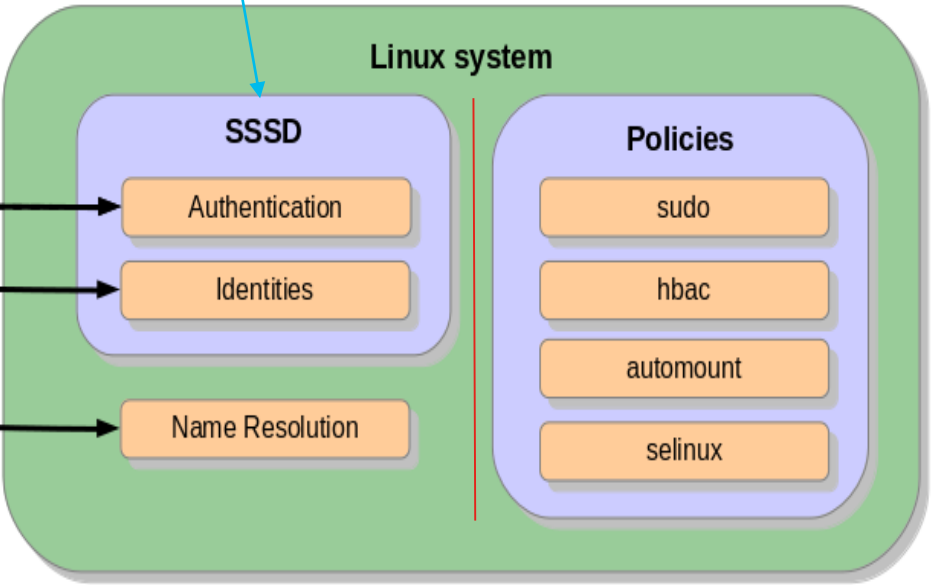 Linux system
SSSD
Authentication
Identities
Name Resolution
Policies
sudo
hbac
automount
selinux